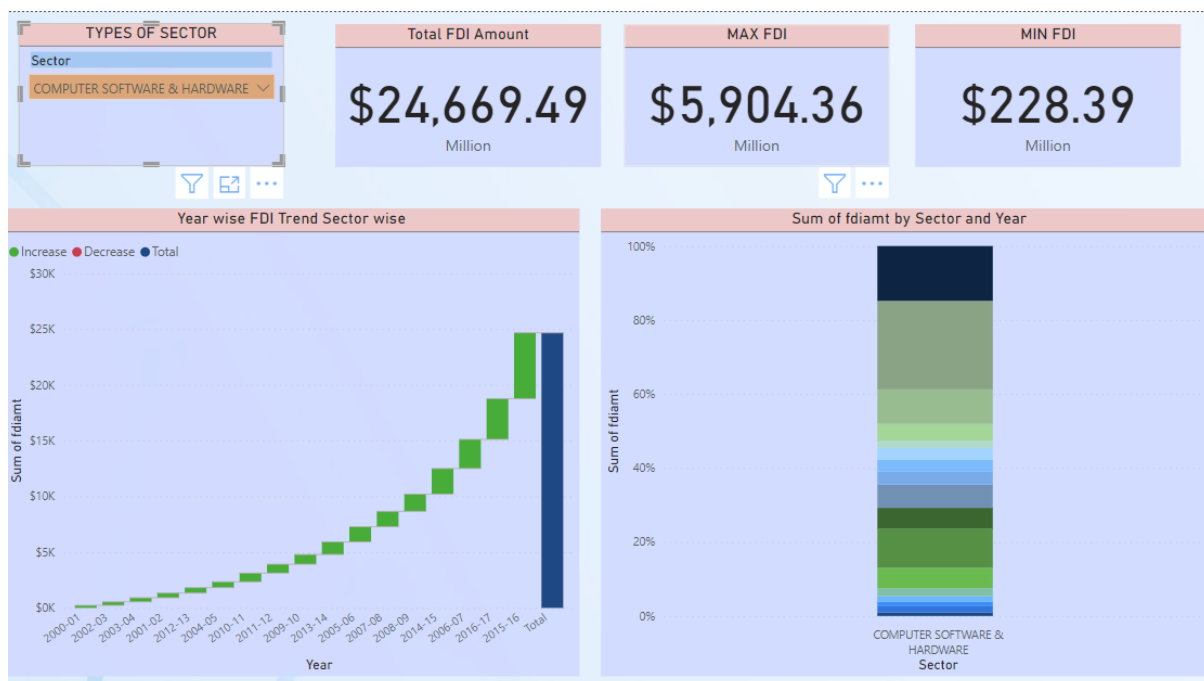 TYPES OF SECTOR
Sector
COMPUTER SOFTWARE & HARDWARE
Total FDI Amount
$24,669.49
Million
MAX FDI
$5,904.36
Million
MIN FDI
$228.39
Million
Year wise FDI Trend Sector wise
Increase Decrease Total
$30K
$25K
$20K
$15K
$10K
$5K
$0K
Sum of fdiamt
2000-01 2002-03 2003-04 2001-02 2012-13 2004-05 2010-11 2011-12 2009-10 2013-14 2005-06 2007-08 2008-09 2014-15 2006-07 2016-17 2015-16 Total
Year
Sum of fdiamt by Sector and Year
100%
80%
60%
40%
20%
0%
Sum of fdiamt
COMPUTER SOFTWARE &
HARDWARE
Sector